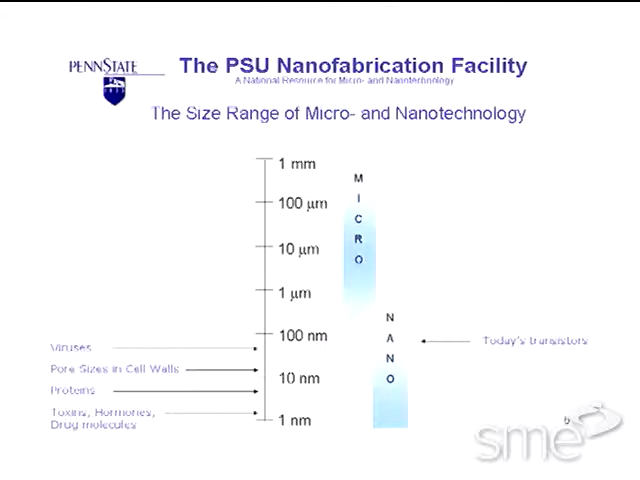 PENNSTATE
The PSU Nanofabrication Facility
A National Resource for Micro- and Nanotechnology
The Size Range of Micro- and Nanotechnology
1 mm
100 μm
10 μm
1 μm
100 nm
10 nm
1 nm
MICRO
NANO
Viruses
Pore Sizes in Cell Walls
Proteins
Toxins, Hormones,
Drug molecules
Today's transistors
sme